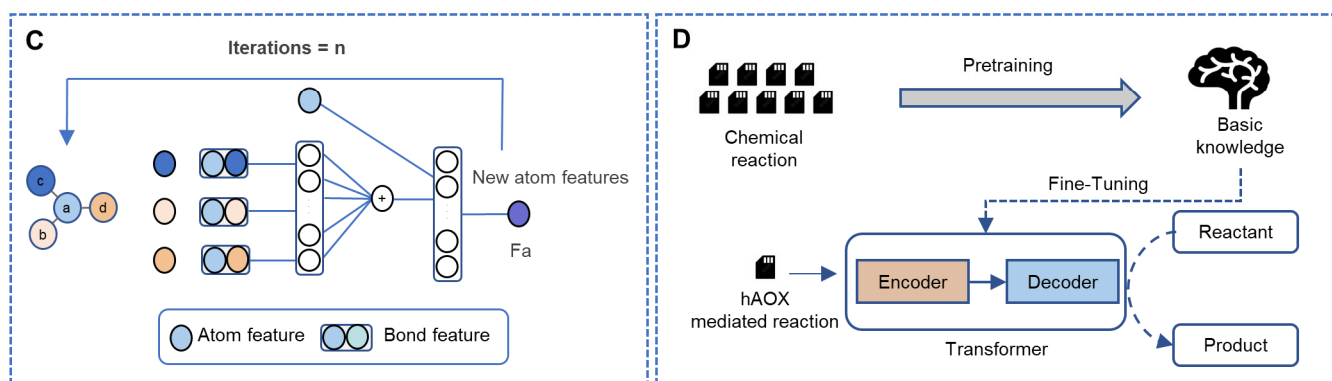 C
Iterations = n
c
a
d
b
+
New atom features
Fa
Atom feature
Bond feature
D
Pretraining
Chemical
reaction
Basic
knowledge
Fine-Tuning
Reactant
Encoder
Decoder
hAOX
mediated reaction
Transformer
Product